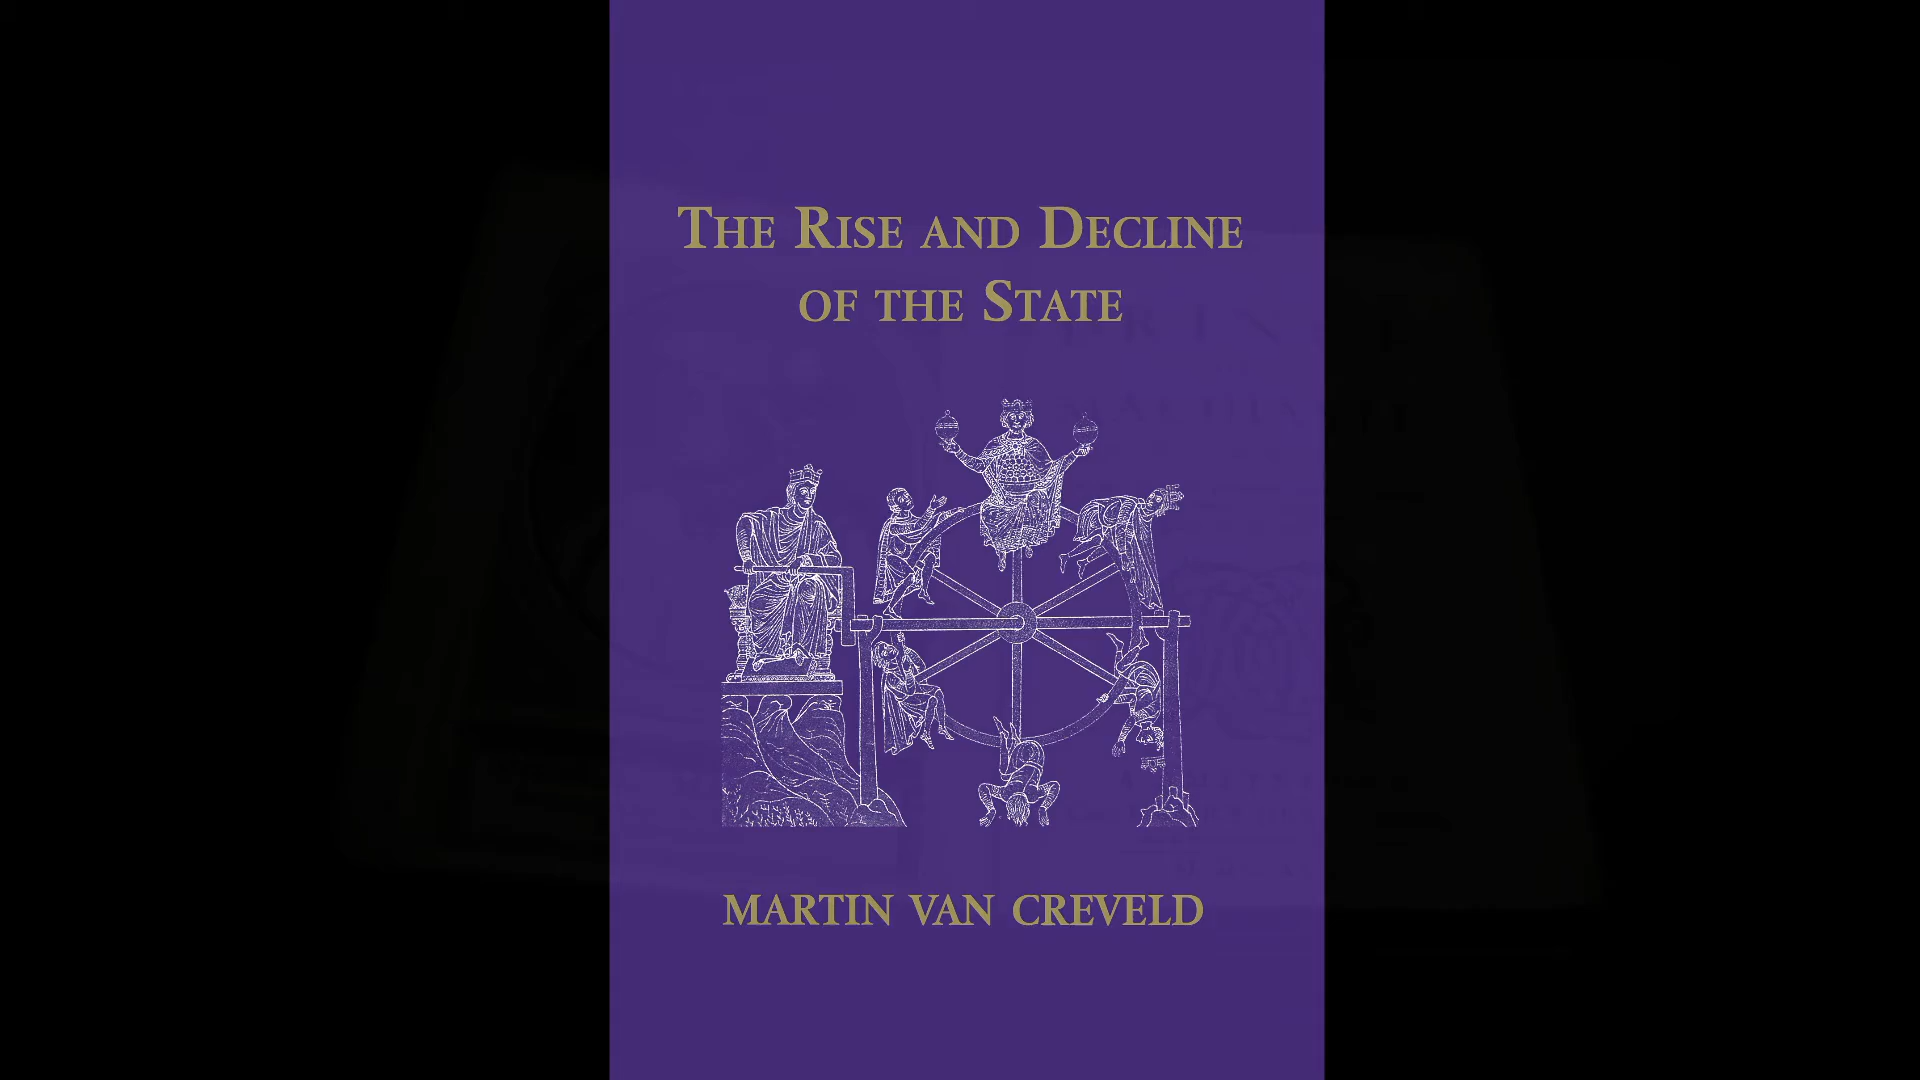 The Rise and Decline
of the State
MARTIN VAN CREVELD